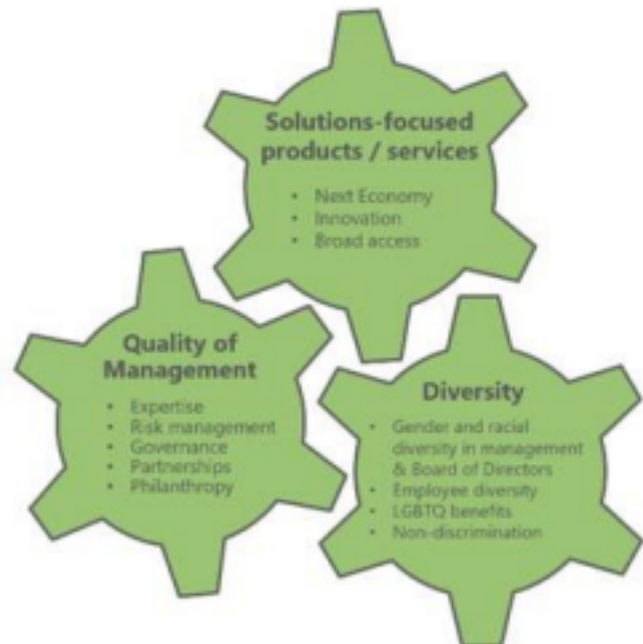 Solutions-focused
products / services
• Next Economy
• Innovation
• Broad access
Quality of
Management
• Expertise
• Risk management
• Governance
• Partnerships
• Philanthropy
Diversity
• Gender and racial
diversity in management
& Board of Directors
• Employee diversity
• LGBTQ benefits
• Non-discrimination